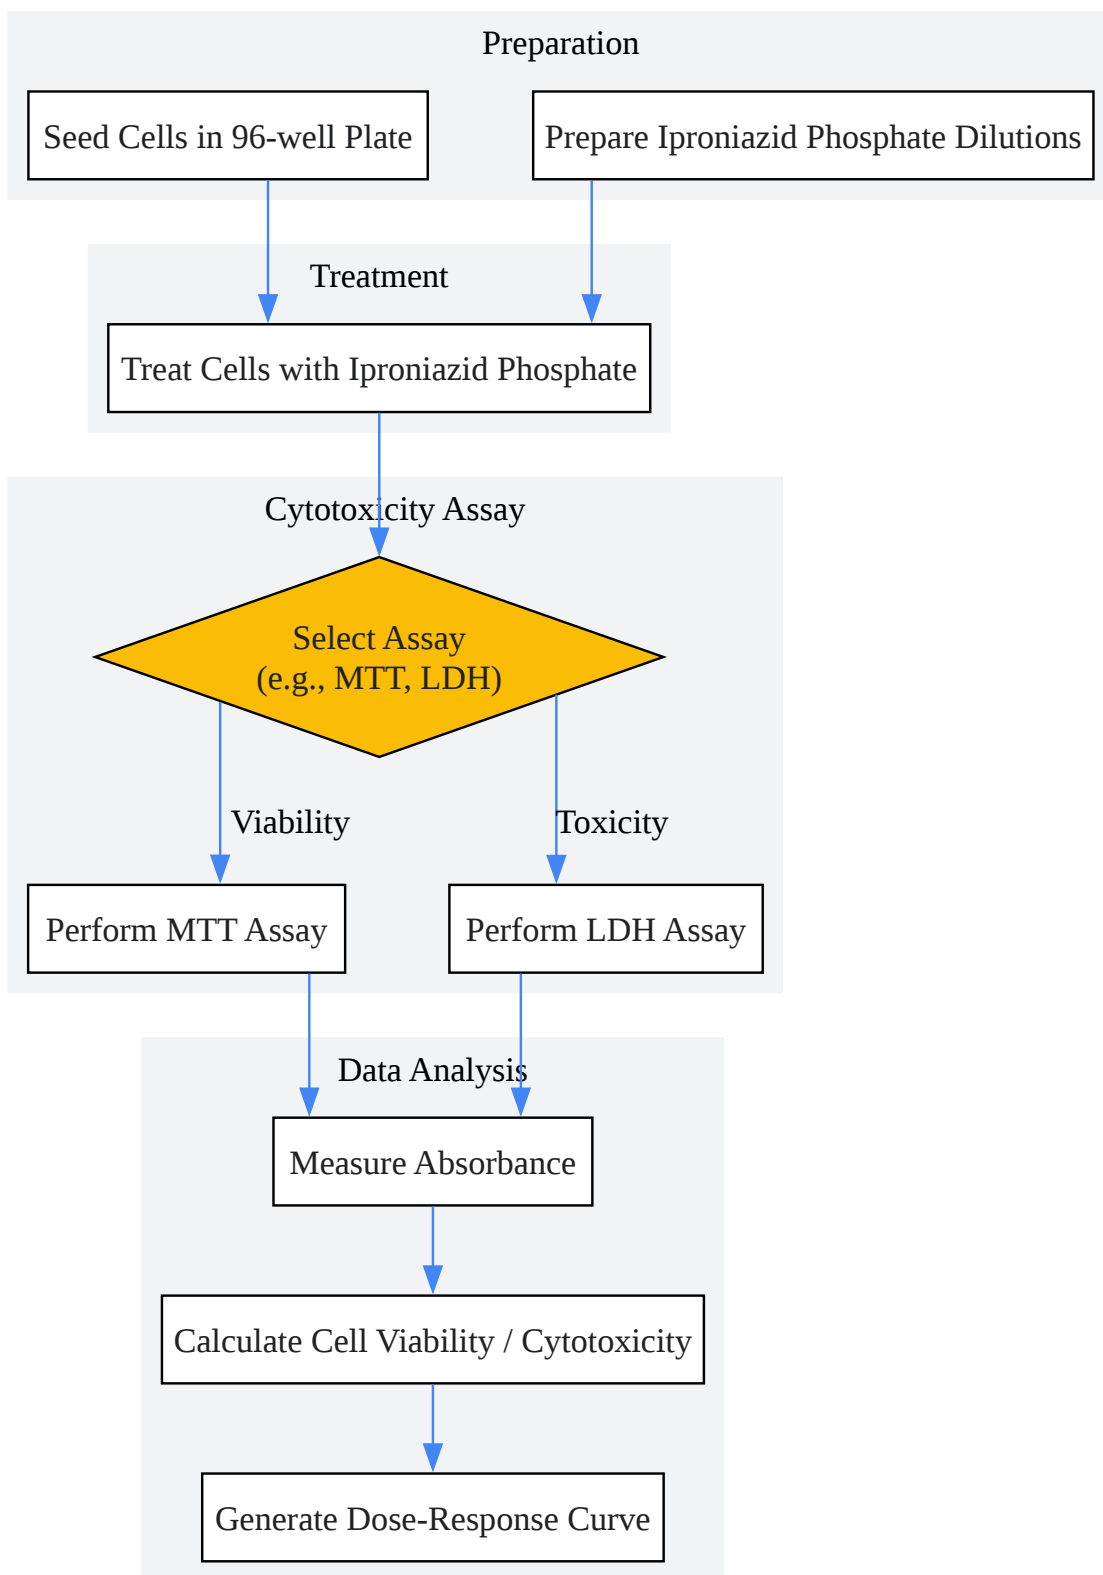 Preparation
Seed Cells in 96-well Plate
Prepare Iproniazid Phosphate Dilutions
Treatment
Treat Cells with Iproniazid Phosphate
Cytotoxicity Assay
Select Assay
(e.g., MTT, LDH)
Viability
Toxicity
Perform MTT Assay
Perform LDH Assay
Data Analysis
Measure Absorbance
Calculate Cell Viability / Cytotoxicity
Generate Dose-Response Curve